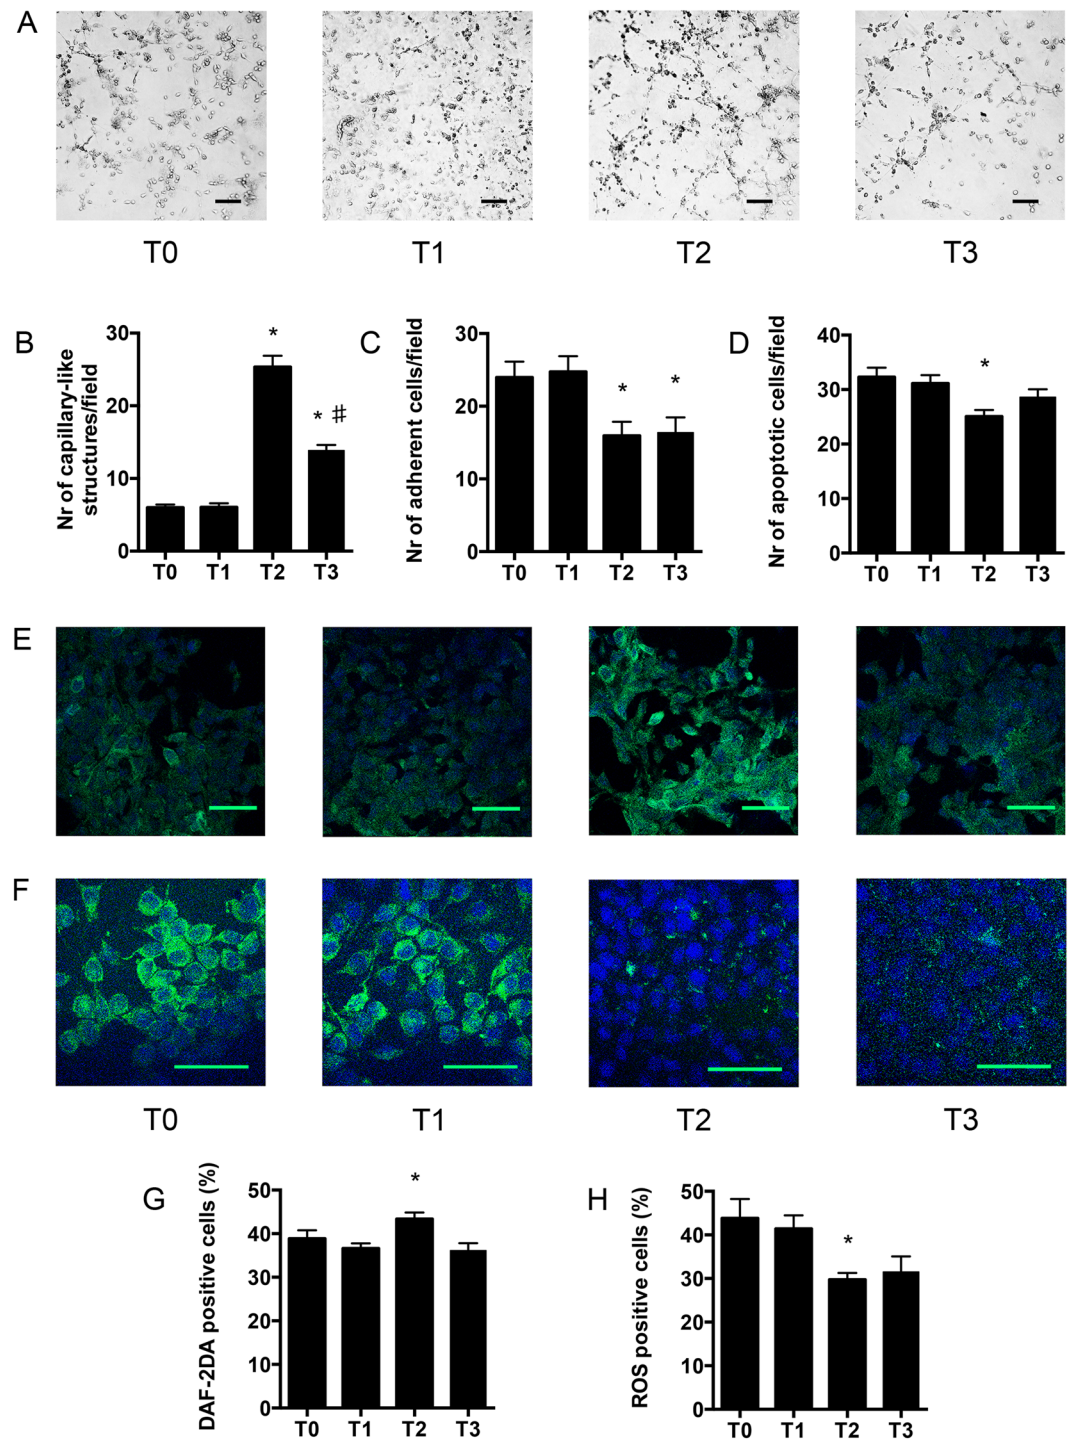 A
T0
T1
T2
T3
B
Nr of capillary-like
structures/field
30
20
10
0
*
* #
T0
T1
T2
T3
C
Nr of adherent cells/field
30
20
10
0
*
*
T0
T1
T2
T3
D
Nr of apoptotic cells/field
40
30
20
10
0
*
T0
T1
T2
T3
E
F
T0
T1
T2
T3
G
DAF-2DA positive cells (%)
50
40
30
20
10
0
*
T0
T1
T2
T3
H
ROS positive cells (%)
50
40
30
20
10
0
*
T0
T1
T2
T3